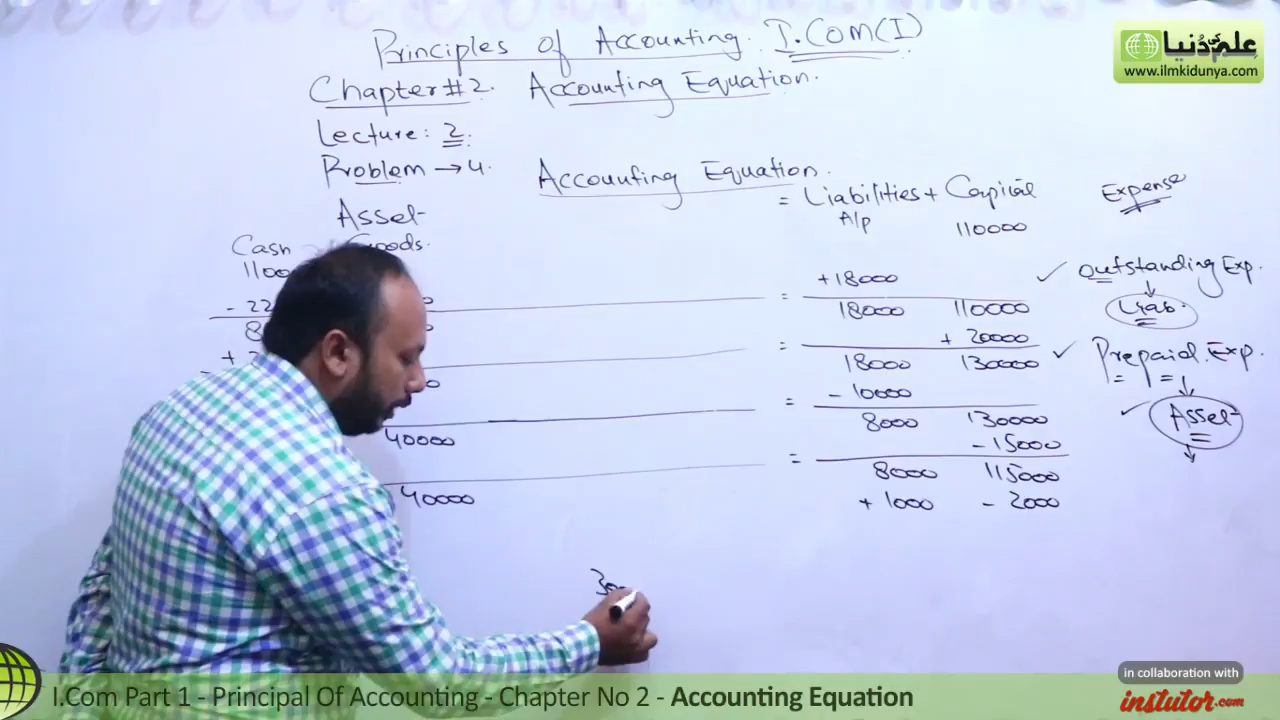 Principles of Accounting. I.COM(I)
علم کی دنیا
www.ilmkidunya.com
Chapter#2. Accounting Equation.
Lecture: 2.
Problem → 4. Accounting Equation.
Asset = Liabilities + Capital Expense
Cash Goods. A/p 110000
+18000 ✓ Outstanding Exp.
= 18000 110000 Liab.
+ 20000
= 18000 130000 ✓ Prepaid Exp.
- 10000
= 8000 130000 ✓ Asset
40000 - 15000
= 8000 115000
40000 + 1000 - 2000
in collaboration with
instutor.com
I.Com Part 1 - Principal Of Accounting - Chapter No 2 - Accounting Equation